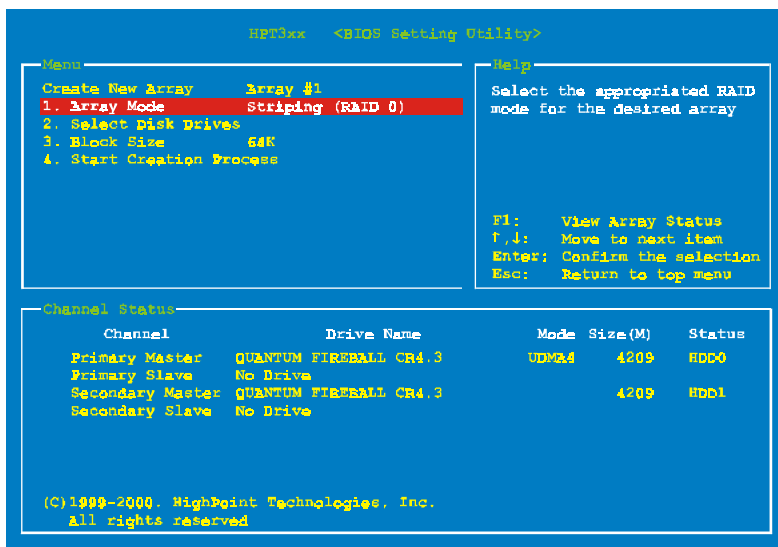 HPT3xx <BIOS Setting Utility>
Menu
Create New Array Array #1
1. Array Mode Striping (RAID 0)
2. Select Disk Drives
3. Block Size 64K
4. Start Creation Process
Help
Select the appropriated RAID
mode for the desired array
F1: View Array Status
↑,↓: Move to next item
Enter: Confirm the selection
Esc: Return to top menu
Channel Status
Channel Drive Name Mode Size(M) Status
Primary Master QUANTUM FIREBALL CR4.3 UDMA4 4209 HDD0
Primary Slave No Drive
Secondary Master QUANTUM FIREBALL CR4.3 4209 HDD1
Secondary Slave No Drive
(C)1999-2000. HighPoint Technologies, Inc.
All rights reserved